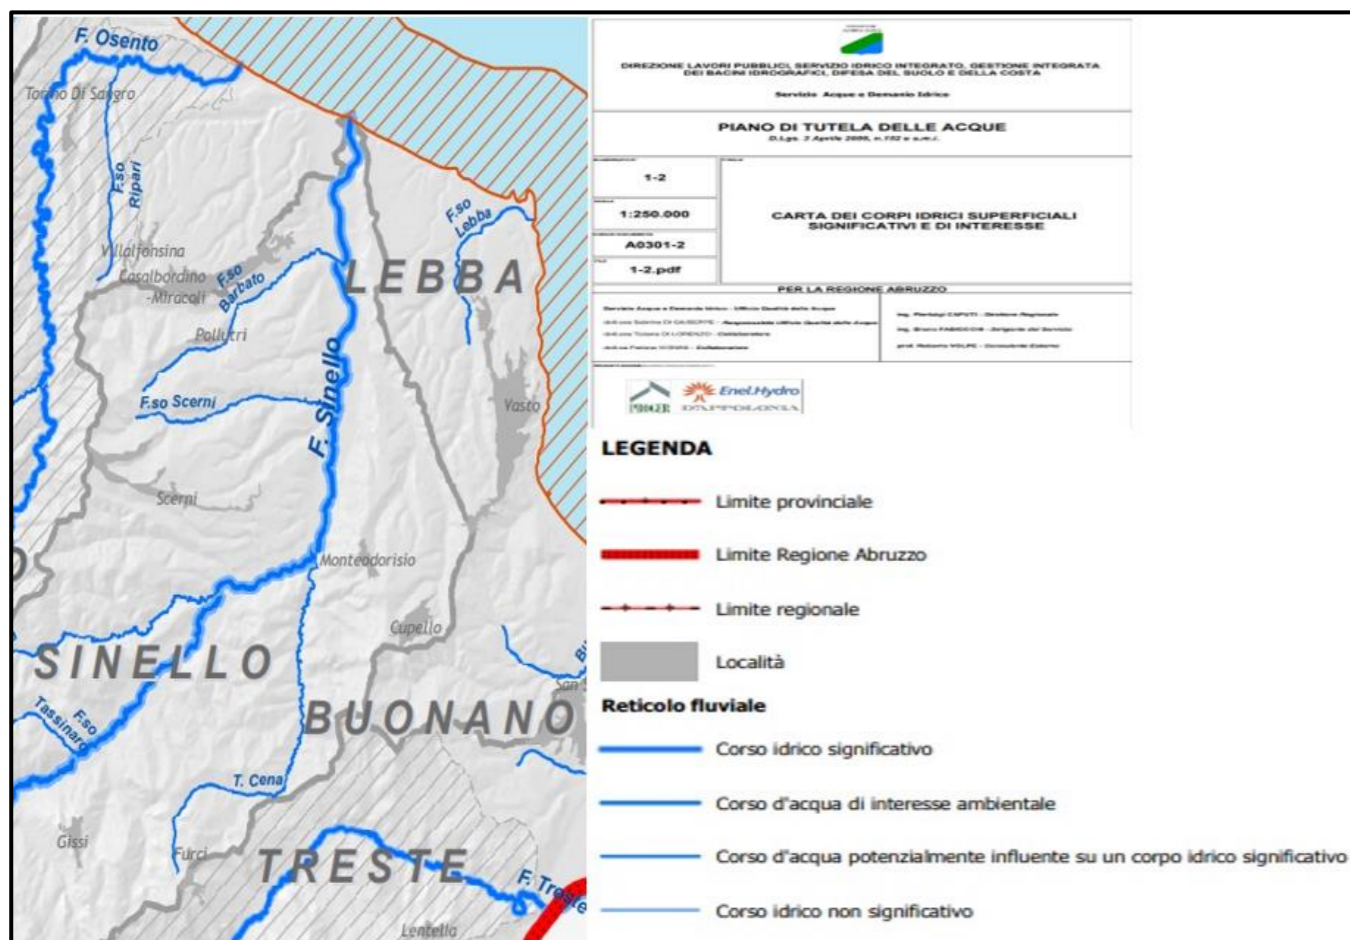 F. Osento
Torino Di Sangro
F.so
Ripari
Villalfonsina
Casalbordino
-Miracoli
F.so
Barbato
Pollutri
F.so Scerni
Scerni
F. Sinello
F.so
Lebba
LEBBA
Vasto
Monteodorisio
Cupello
SINELLO
F.so
Tassinaro
BUONANO
San S
T. Cena
Gissi
Furci
TRESTE
F. Treste
Lentella
DIREZIONE LAVORI PUBBLICI, SERVIZIO IDRICO INTEGRATO, GESTIONE INTEGRATA
DEI BACINI IDROGRAFICI, DIFESA DEL SUOLO E DELLA COSTA
Servizio Acque e Demanio Idrico
PIANO DI TUTELA DELLE ACQUE
1-2
1:250.000
A0301-2
1-2.pdf
CARTA DEI CORPI IDRICI SUPERFICIALI
SIGNIFICATIVI E DI INTERESSE
PER LA REGIONE ABRUZZO
Enel.Hydro
D'APPOLONIA
LEGENDA
Limite provinciale
Limite Regione Abruzzo
Limite regionale
Località
Reticolo fluviale
Corso idrico significativo
Corso d'acqua di interesse ambientale
Corso d'acqua potenzialmente influente su un corpo idrico significativo
Corso idrico non significativo